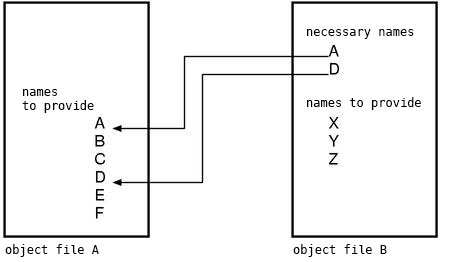 names
to provide
A
B
C
D
E
F
object file A
necessary names
A
D
names to provide
X
Y
Z
object file B